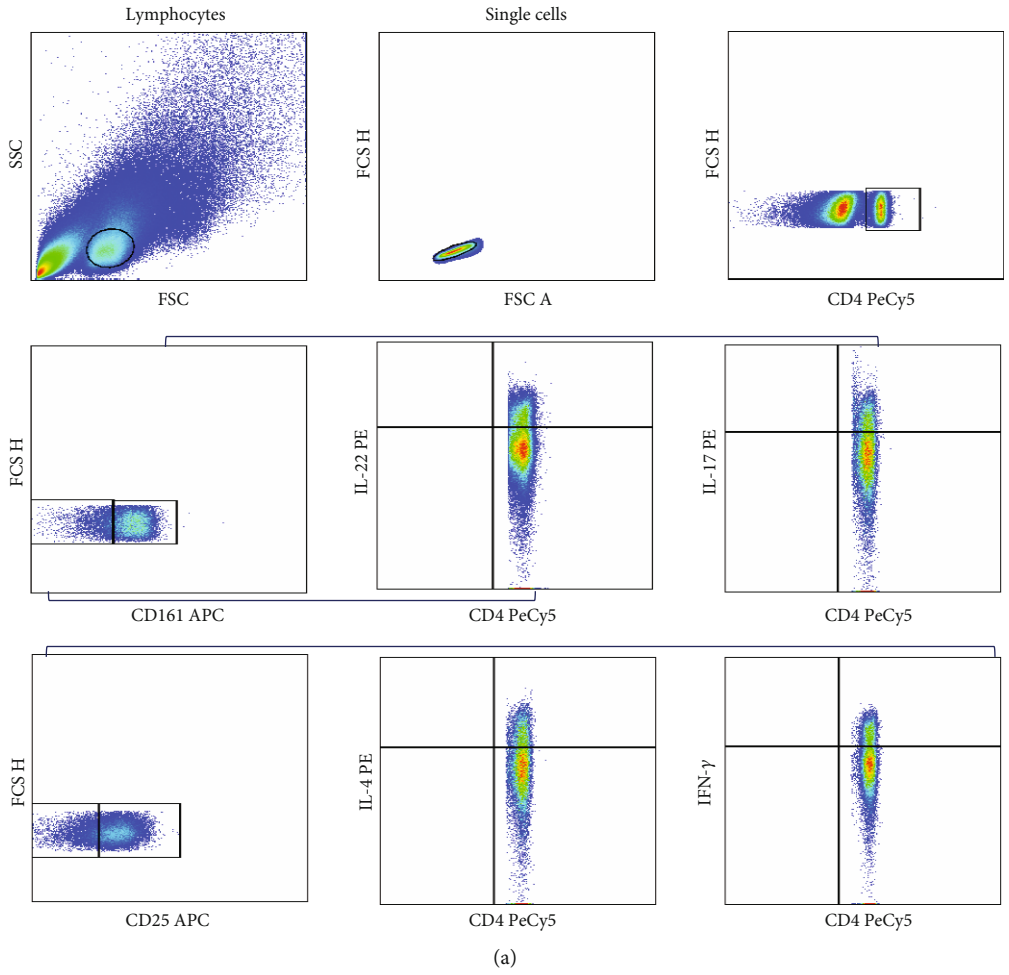 Lymphocytes
Single cells
SSC
FSC
FCS H
FSC A
FCS H
CD4 PeCy5
FCS H
CD161 APC
IL-22 PE
CD4 PeCy5
IL-17 PE
CD4 PeCy5
FCS H
CD25 APC
IL-4 PE
CD4 PeCy5
IFN-γ
CD4 PeCy5
(a)